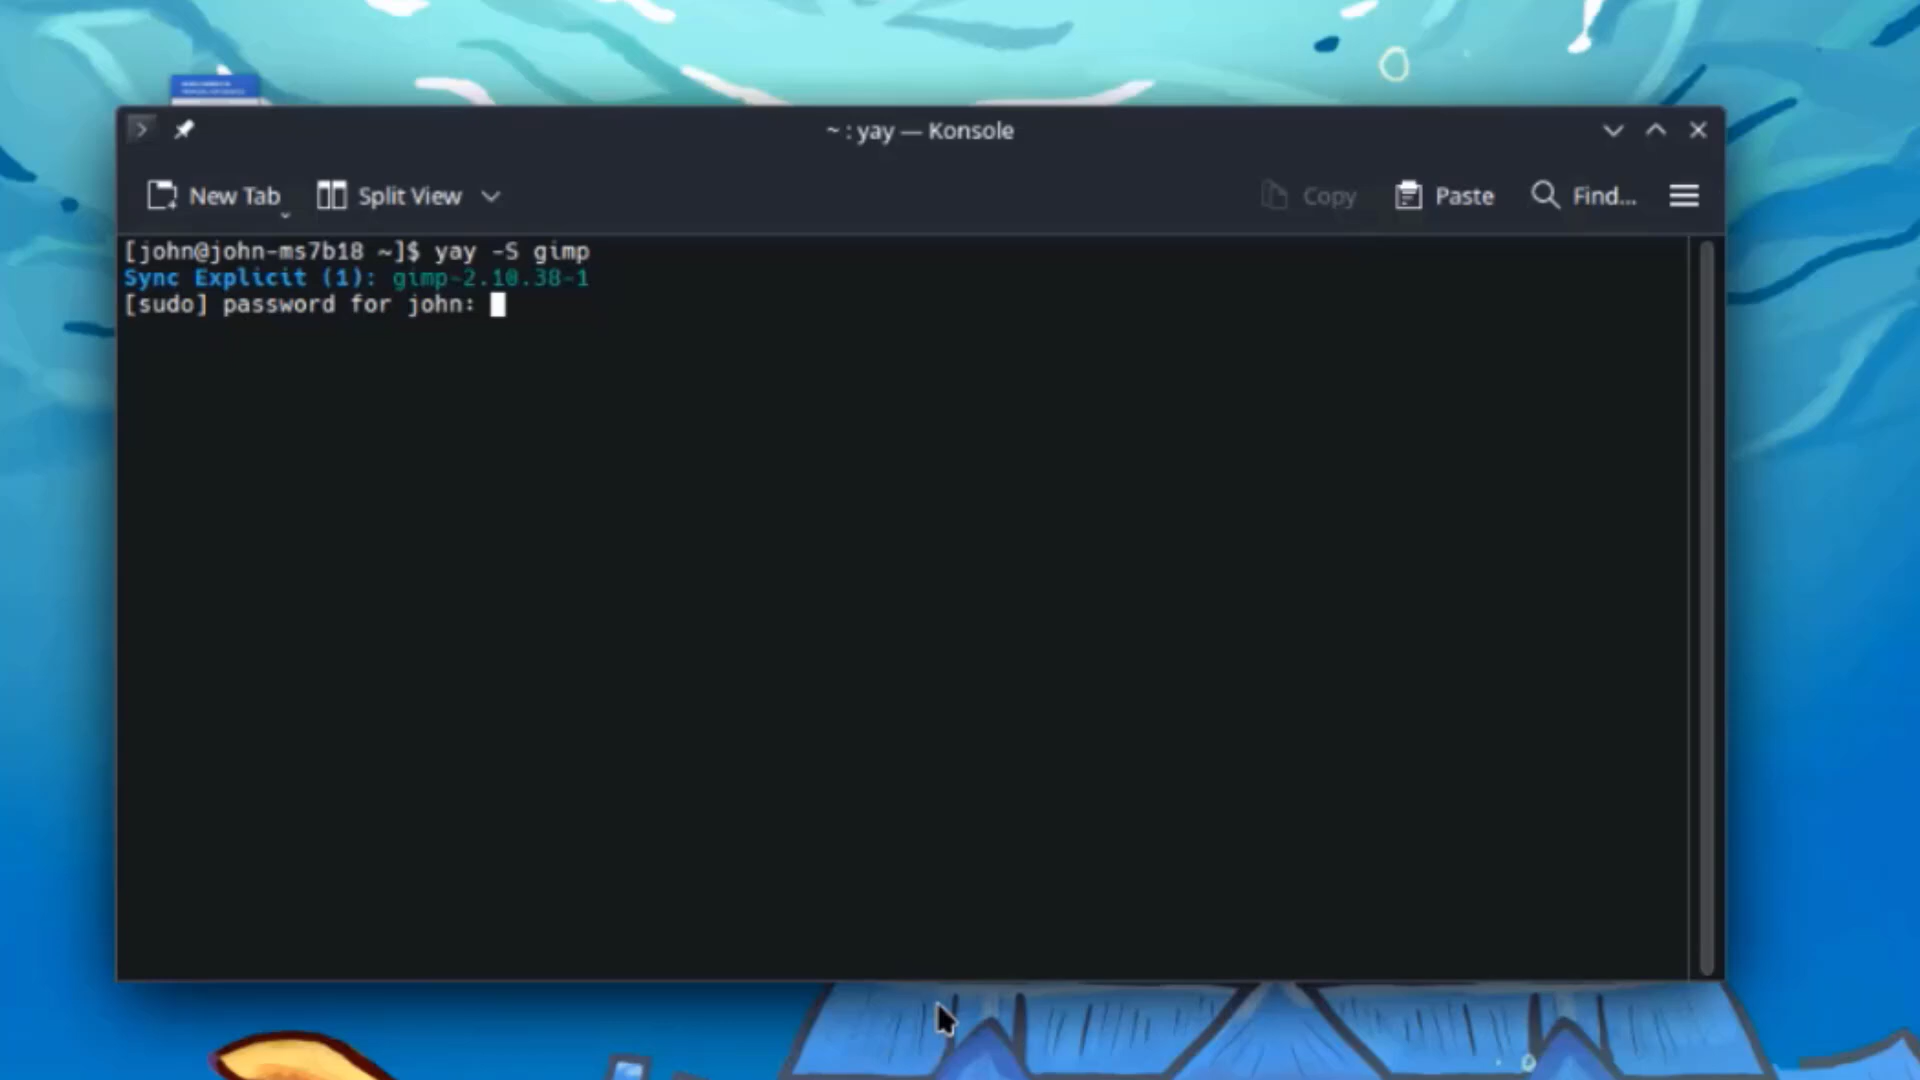 ~ : yay — Konsole
New Tab Split View Copy Paste Find...
[john@john-ms7b18 ~]$ yay -S gimp
Sync Explicit (1): gimp-2.10.38-1
[sudo] password for john: